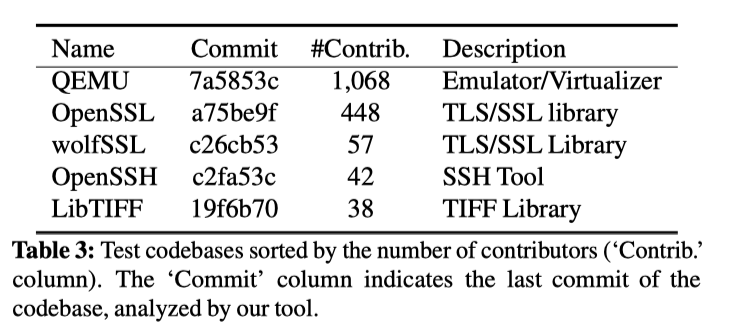 Name Commit #Contrib. Description
QEMU 7a5853c 1,068 Emulator/Virtualizer
OpenSSL a75be9f 448 TLS/SSL library
wolfSSL c26cb53 57 TLS/SSL Library
OpenSSH c2fa53c 42 SSH Tool
LibTIFF 19f6b70 38 TIFF Library
Table 3: Test codebases sorted by the number of contributors (‘Contrib.’
column). The ‘Commit’ column indicates the last commit of the
codebase, analyzed by our tool.